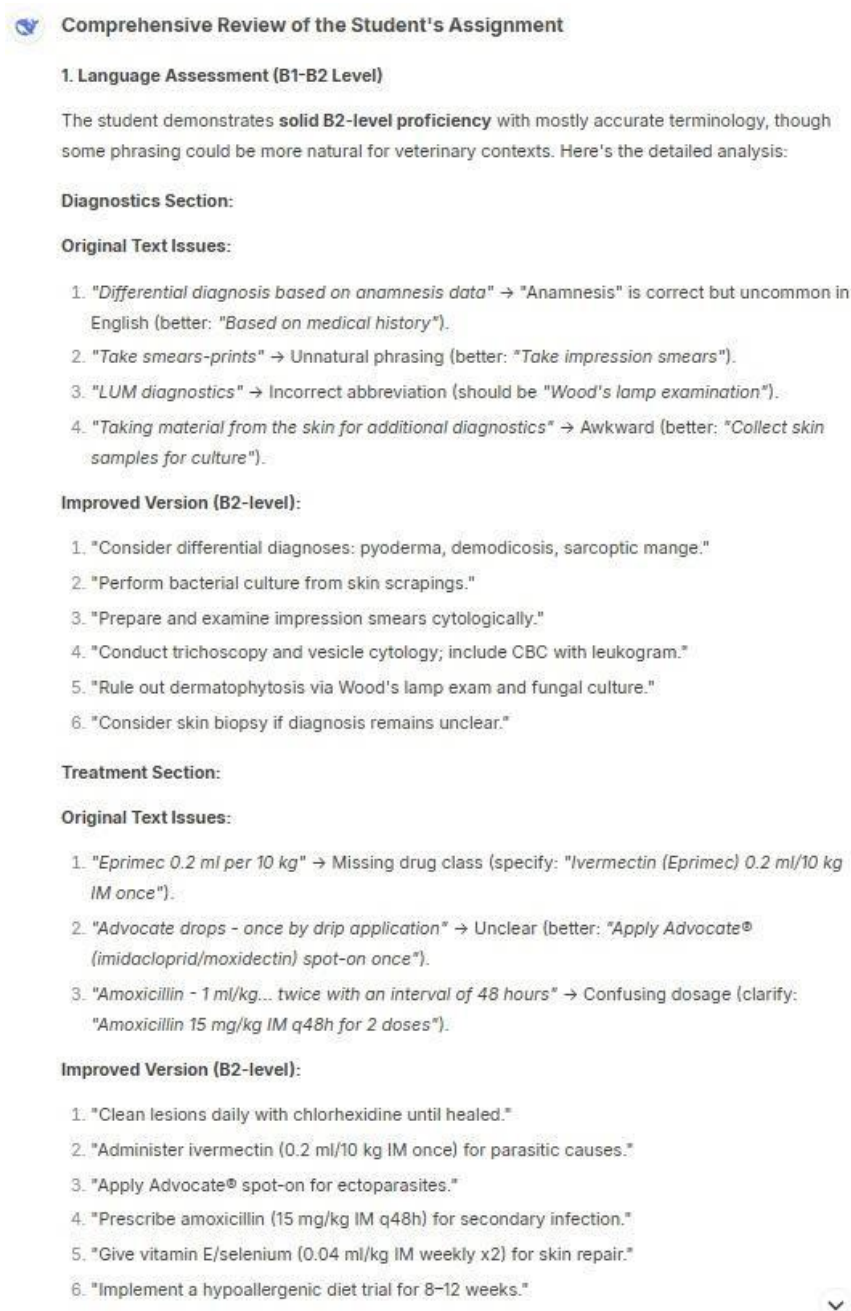 Comprehensive Review of the Student's Assignment
1. Language Assessment (B1-B2 Level)
The student demonstrates solid B2-level proficiency with mostly accurate terminology, though
some phrasing could be more natural for veterinary contexts. Here's the detailed analysis:
Diagnostics Section:
Original Text Issues:
1. "Differential diagnosis based on anamnesis data" → "Anamnesis" is correct but uncommon in
English (better: "Based on medical history").
2. "Take smears-prints" → Unnatural phrasing (better: "Take impression smears").
3. "LUM diagnostics" → Incorrect abbreviation (should be "Wood's lamp examination").
4. "Taking material from the skin for additional diagnostics" → Awkward (better: "Collect skin
samples for culture").
Improved Version (B2-level):
1. "Consider differential diagnoses: pyoderma, demodicosis, sarcoptic mange."
2. "Perform bacterial culture from skin scrapings."
3. "Prepare and examine impression smears cytologically."
4. "Conduct trichoscopy and vesicle cytology; include CBC with leukogram."
5. "Rule out dermatophytosis via Wood's lamp exam and fungal culture."
6. "Consider skin biopsy if diagnosis remains unclear."
Treatment Section:
Original Text Issues:
1. "Eprimec 0.2 ml per 10 kg" → Missing drug class (specify: "Ivermectin (Eprimec) 0.2 ml/10 kg
IM once").
2. "Advocate drops - once by drip application" → Unclear (better: "Apply Advocate®
(imidacloprid/moxidectin) spot-on once").
3. "Amoxicillin - 1 ml/kg... twice with an interval of 48 hours" → Confusing dosage (clarify:
"Amoxicillin 15 mg/kg IM q48h for 2 doses").
Improved Version (B2-level):
1. "Clean lesions daily with chlorhexidine until healed."
2. "Administer ivermectin (0.2 ml/10 kg IM once) for parasitic causes."
3. "Apply Advocate® spot-on for ectoparasites."
4. "Prescribe amoxicillin (15 mg/kg IM q48h) for secondary infection."
5. "Give vitamin E/selenium (0.04 ml/kg IM weekly x2) for skin repair."
6. "Implement a hypoallergenic diet trial for 8–12 weeks."